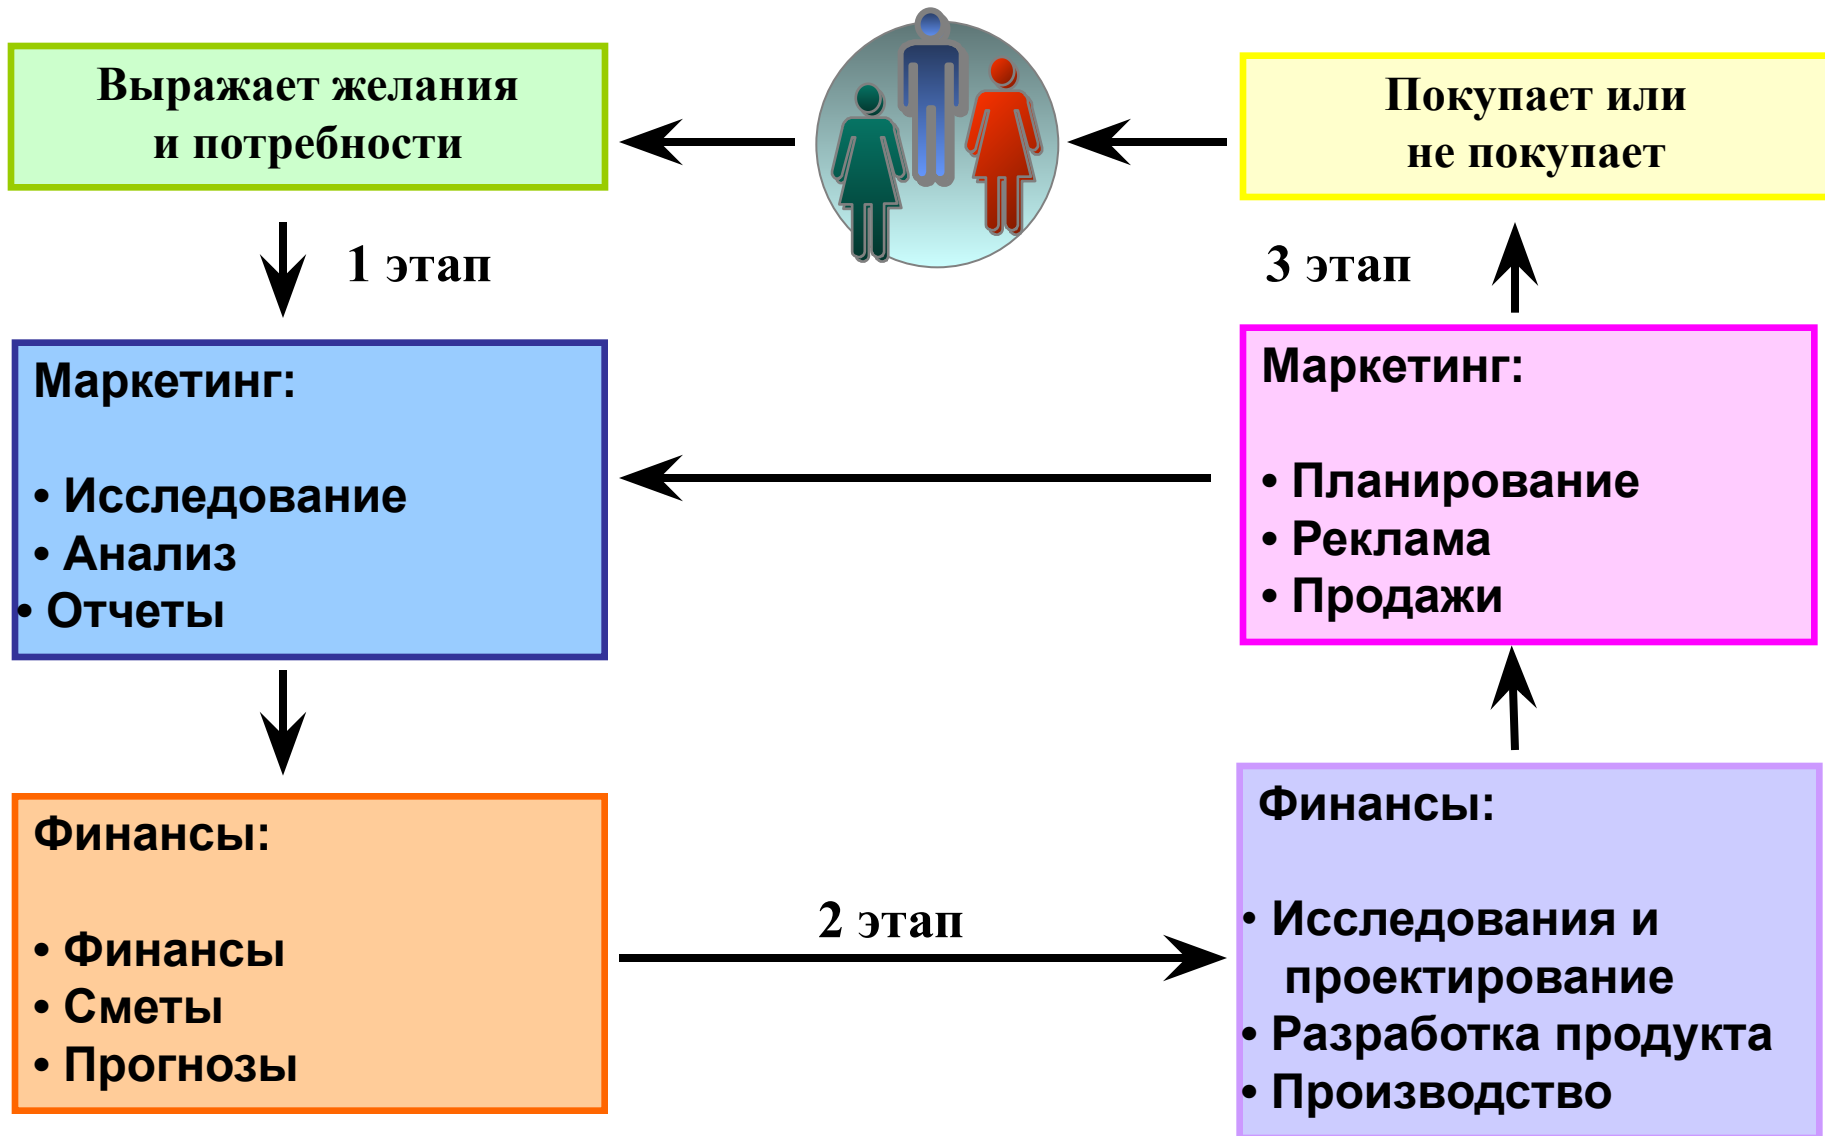 Выражает желания
и потребности
Покупает или
не покупает
1 этап
3 этап
Маркетинг:
• Исследование
• Анализ
• Отчеты
Маркетинг:
• Планирование
• Реклама
• Продажи
Финансы:
• Финансы
• Сметы
• Прогнозы
2 этап
Финансы:
• Исследования и
проектирование
• Разработка продукта
• Производство